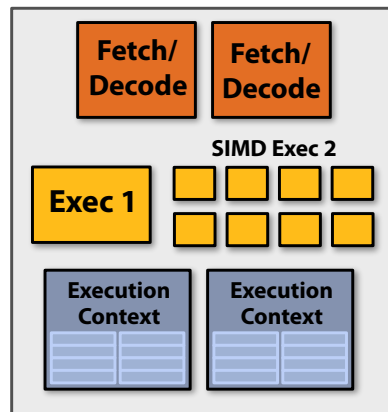 Fetch/
Decode
Fetch/
Decode
SIMD Exec 2
Exec 1
Execution
Context
Execution
Context